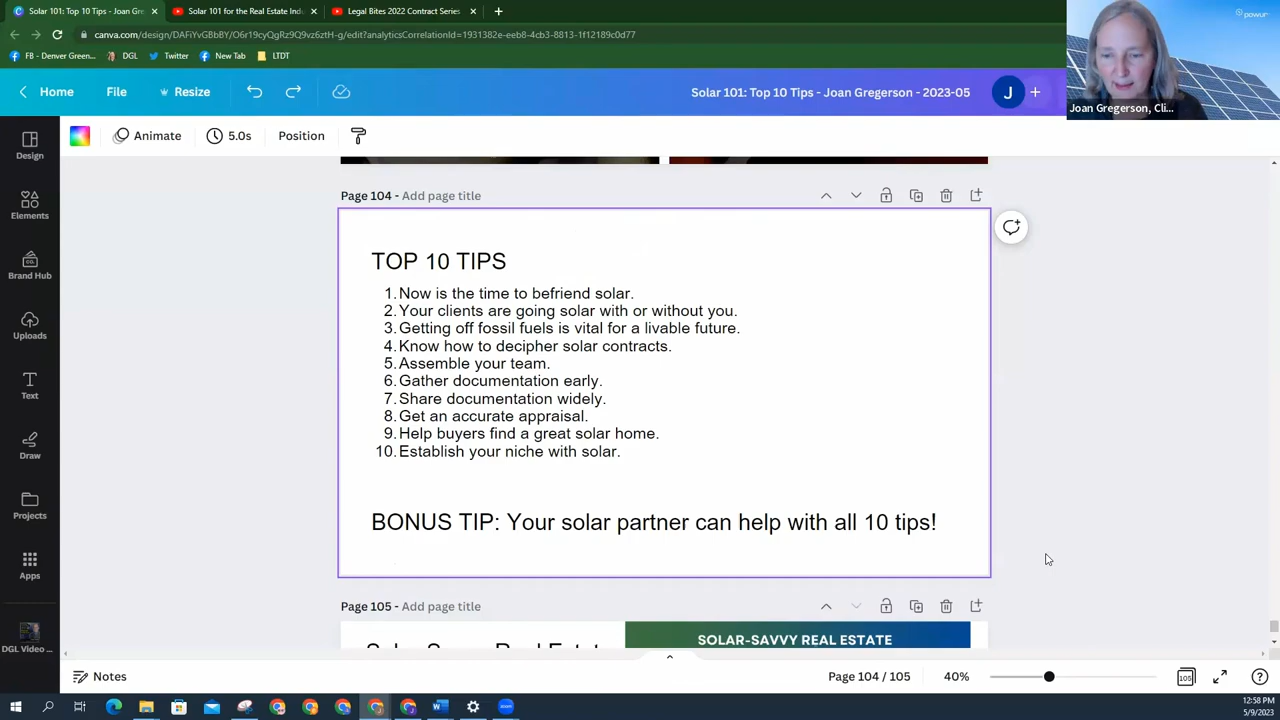 Solar 101: Top 10 Tips - Joan Gre
Solar 101 for the Real Estate Ind
Legal Bites 2022 Contract Series
canva.com/design/DAFiYvGBbBY/O6r19cyQgRz9Q9vz6ztH-g/edit?analyticsCorrelationId=1931382e-eeb8-4cb3-8813-1f12189c0d77
FB - Denver Green...
DGL
Twitter
New Tab
LTDT
powur
Joan Gregerson, Cli...
Home
File
Resize
Solar 101: Top 10 Tips - Joan Gregerson - 2023-05
J
Animate
5.0s
Position
Design
Elements
Brand Hub
Uploads
Text
Draw
Projects
Apps
DGL Video ...
Page 104 - Add page title
TOP 10 TIPS
1. Now is the time to befriend solar.
2. Your clients are going solar with or without you.
3. Getting off fossil fuels is vital for a livable future.
4. Know how to decipher solar contracts.
5. Assemble your team.
6. Gather documentation early.
7. Share documentation widely.
8. Get an accurate appraisal.
9. Help buyers find a great solar home.
10. Establish your niche with solar.
BONUS TIP: Your solar partner can help with all 10 tips!
Page 105 - Add page title
Solar-Savvy Real Estate
SOLAR-SAVVY REAL ESTATE
Notes
Page 104 / 105
40%
105
12:58 PM
5/9/2023